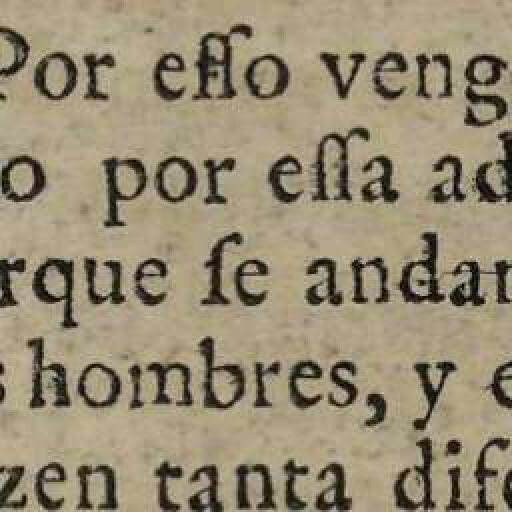 Por eſſo veng
o por eſſa ad
rque ſe andan
s hombres, y e
zen tanta dife